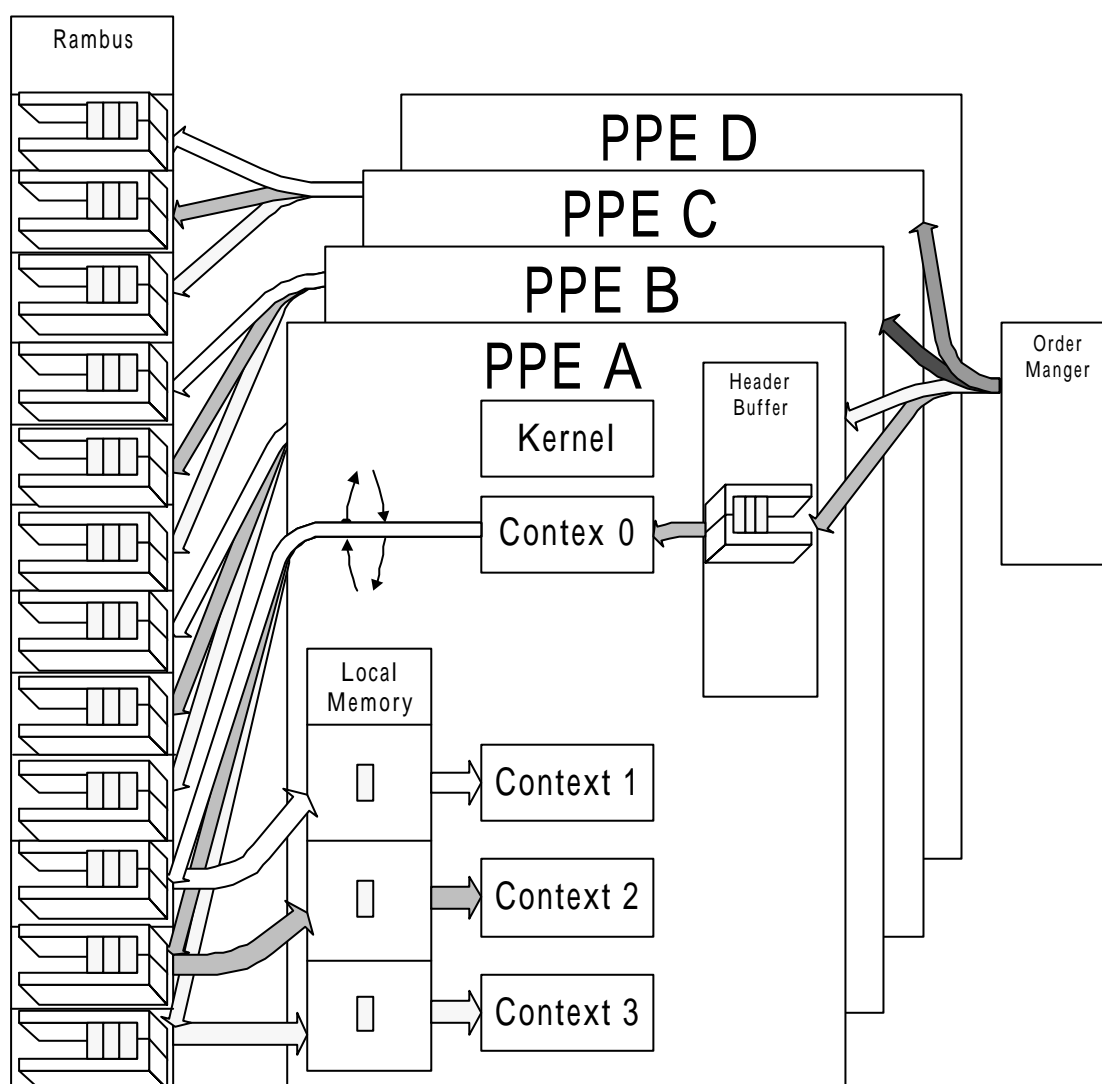 Rambus
PPE D
PPE C
PPE B
PPE A
Order
Manger
Header
Buffer
Kernel
Contex 0
Local
Memory
Context 1
Context 2
Context 3